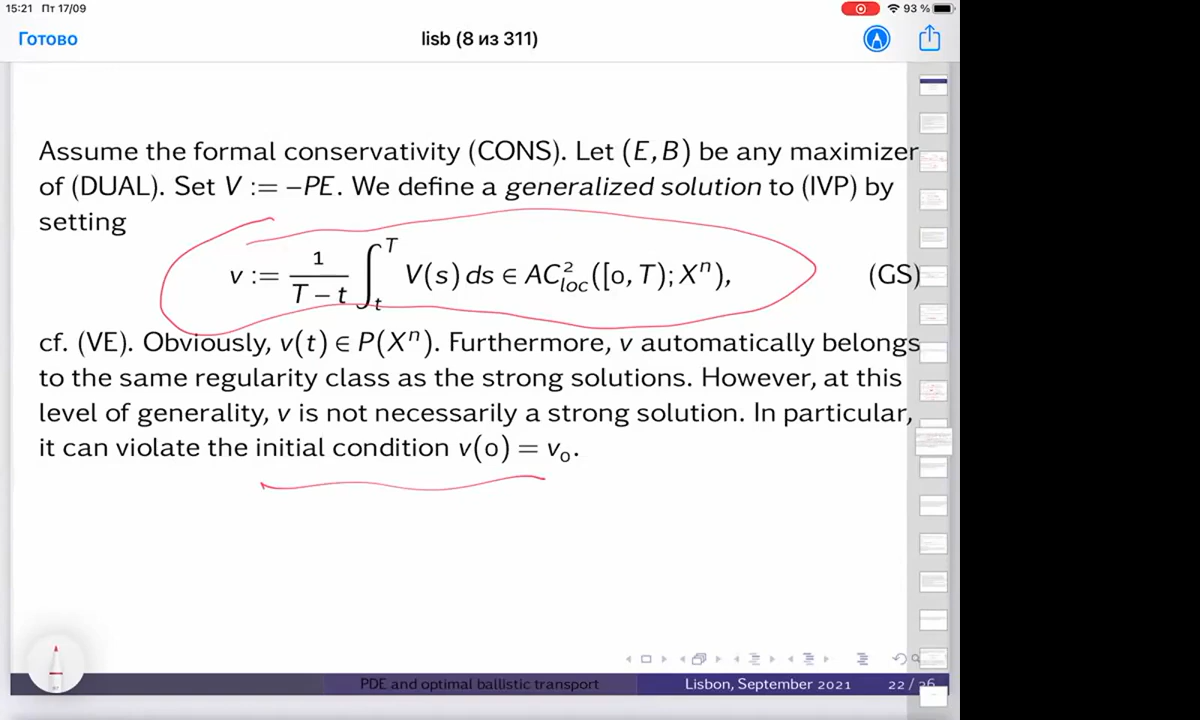 15:21 Пт 17/09 93 %
Готово lisb (8 из 311)
Assume the formal conservativity (CONS). Let (E, B) be any maximizer
of (DUAL). Set V := −PE. We define a generalized solution to (IVP) by
setting
v := 1/(T − t) ∫_t^T V(s) ds ∈ AC²_loc([0, T); Xⁿ), (GS)
cf. (VE). Obviously, v(t) ∈ P(Xⁿ). Furthermore, v automatically belongs
to the same regularity class as the strong solutions. However, at this
level of generality, v is not necessarily a strong solution. In particular,
it can violate the initial condition v(0) = v₀.
PDE and optimal ballistic transport Lisbon, September 2021 22 / 26